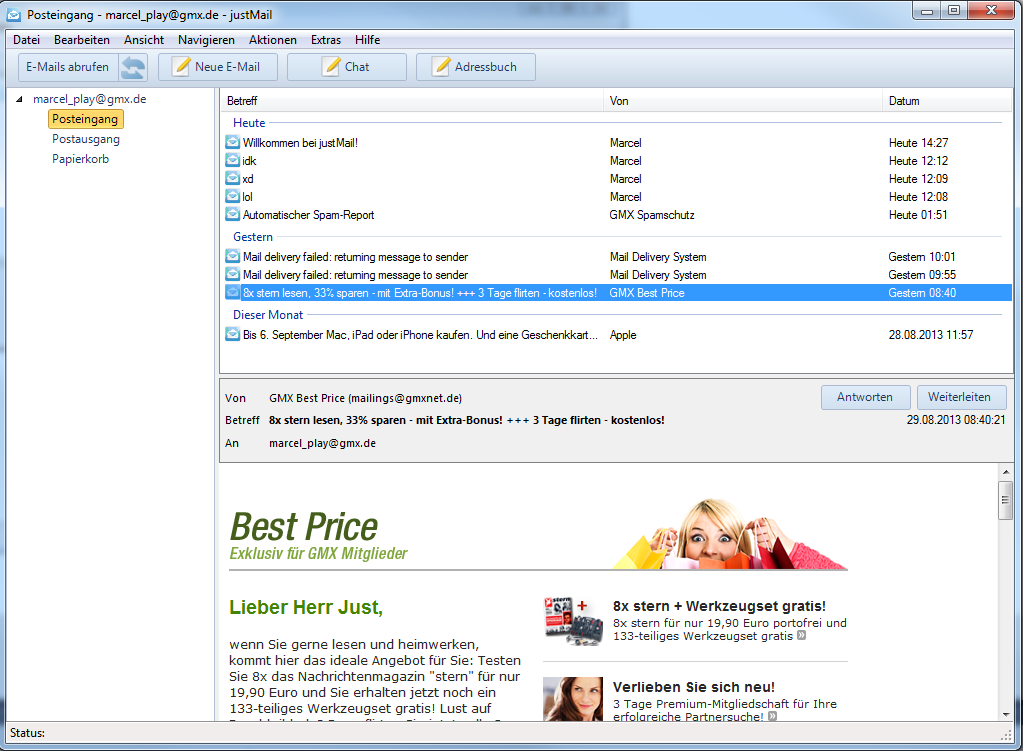 Posteingang - marcel_play@gmx.de - justMail
Datei Bearbeiten Ansicht Navigieren Aktionen Extras Hilfe
E-Mails abrufen Neue E-Mail Chat Adressbuch
marcel_play@gmx.de
Posteingang
Postausgang
Papierkorb
Betreff Von Datum
Heute
Willkommen bei justMail! Marcel Heute 14:27
idk Marcel Heute 12:12
xd Marcel Heute 12:09
lol Marcel Heute 12:08
Automatischer Spam-Report GMX Spamschutz Heute 01:51
Gestern
Mail delivery failed: returning message to sender Mail Delivery System Gestern 10:01
Mail delivery failed: returning message to sender Mail Delivery System Gestern 09:55
8x stern lesen, 33% sparen - mit Extra-Bonus! +++ 3 Tage flirten - kostenlos! GMX Best Price Gestern 08:40
Dieser Monat
Bis 6. September Mac, iPad oder iPhone kaufen. Und eine Geschenkkart... Apple 28.08.2013 11:57
Von GMX Best Price (mailings@gmxnet.de) Antworten Weiterleiten
Betreff 8x stern lesen, 33% sparen - mit Extra-Bonus! +++ 3 Tage flirten - kostenlos! 29.08.2013 08:40:21
An marcel_play@gmx.de
Best Price
Exklusiv für GMX Mitglieder
Lieber Herr Just,
wenn Sie gerne lesen und heimwerken,
kommt hier das ideale Angebot für Sie: Testen
Sie 8x das Nachrichtenmagazin "stern" für nur
19,90 Euro und Sie erhalten jetzt noch ein
133-teiliges Werkzeugset gratis! Lust auf
stern
8x stern + Werkzeugset gratis!
8x stern für nur 19,90 Euro portofrei und
133-teiliges Werkzeugset gratis
Verlieben Sie sich neu!
3 Tage Premium-Mitgliedschaft für Ihre
erfolgreiche Partnersuche!
Status: